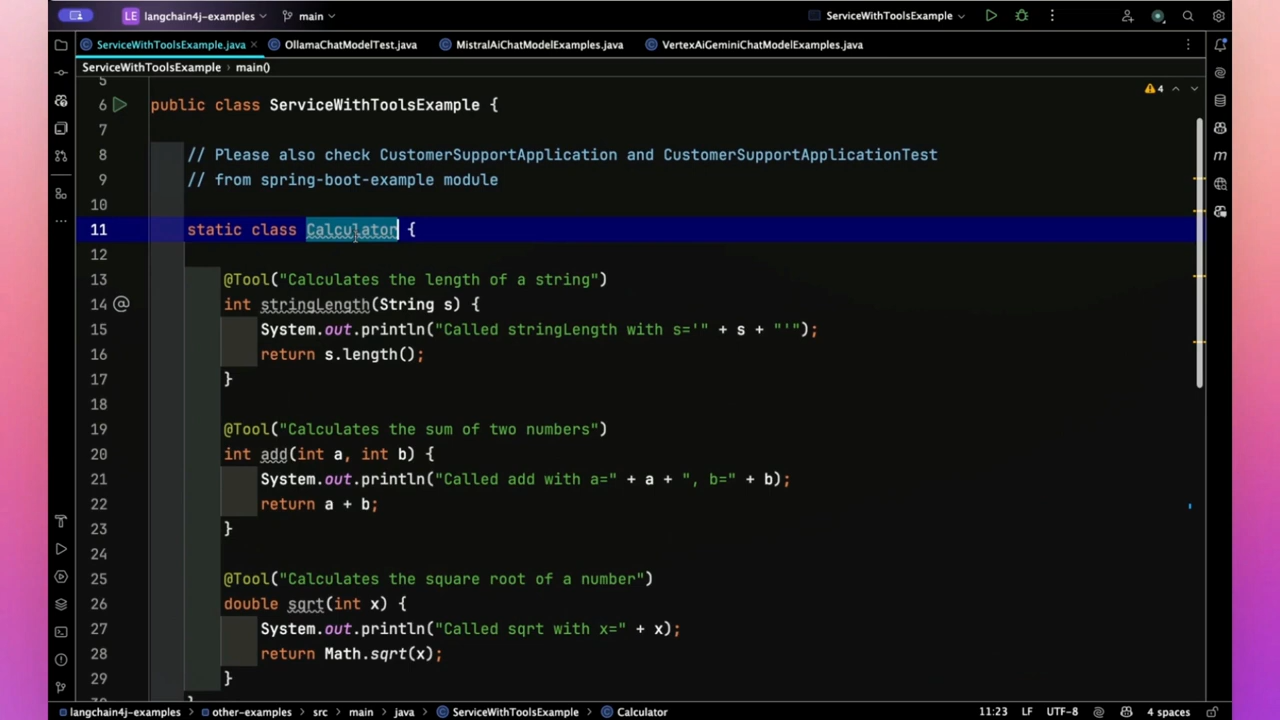 LE langchain4j-examples main ServiceWithToolsExample
ServiceWithToolsExample.java OllamaChatModelTest.java MistralAiChatModelExamples.java VertexAiGeminiChatModelExamples.java
ServiceWithToolsExample main()
5
4
6 public class ServiceWithToolsExample {
7
8 // Please also check CustomerSupportApplication and CustomerSupportApplicationTest
9 // from spring-boot-example module
10
11 static class Calculator {
12
13 @Tool("Calculates the length of a string")
14 int stringLength(String s) {
15 System.out.println("Called stringLength with s='" + s + "'");
16 return s.length();
17 }
18
19 @Tool("Calculates the sum of two numbers")
20 int add(int a, int b) {
21 System.out.println("Called add with a=" + a + ", b=" + b);
22 return a + b;
23 }
24
25 @Tool("Calculates the square root of a number")
26 double sqrt(int x) {
27 System.out.println("Called sqrt with x=" + x);
28 return Math.sqrt(x);
29 }
langchain4j-examples other-examples src main java ServiceWithToolsExample Calculator 11:23 LF UTF-8 4 spaces